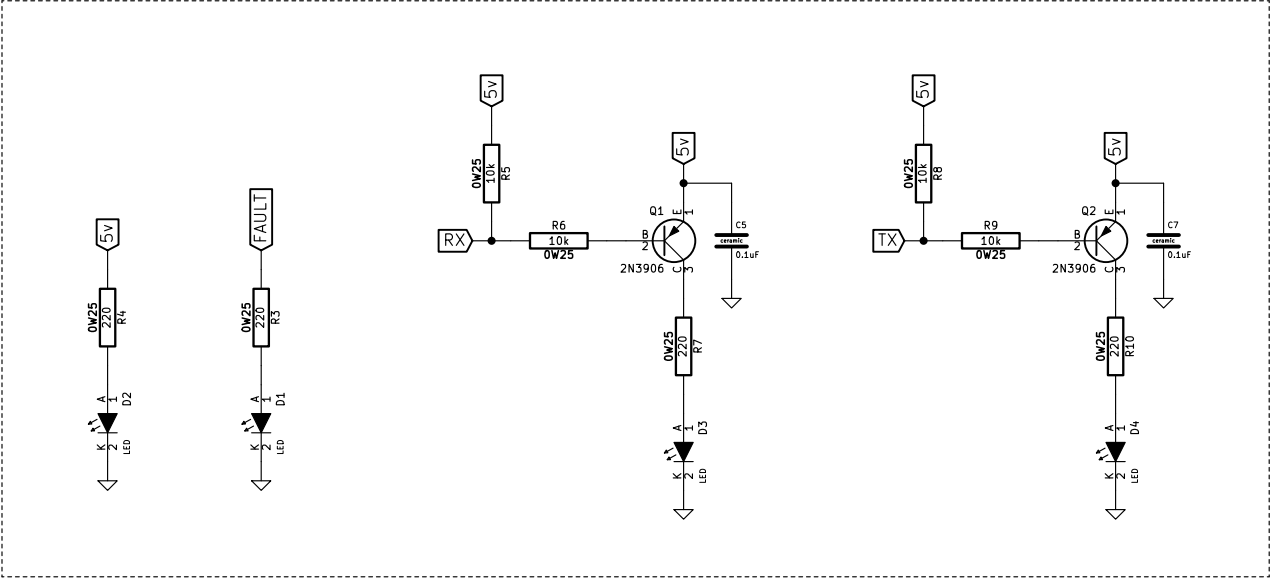 5v
0W25
220
R4
A
1
D2
K
2
LED
FAULT
0W25
220
R3
A
1
D1
K
2
LED
5v
0W25
10k
R5
RX
R6
10k
0W25
5v
Q1
E
1
B
2
2N3906
C
3
C5
ceramic
0.1uF
0W25
220
R7
A
1
D3
K
2
LED
5v
0W25
10k
R8
TX
R9
10k
0W25
5v
Q2
E
1
B
2
2N3906
C
3
C7
ceramic
0.1uF
0W25
220
R10
A
1
D4
K
2
LED